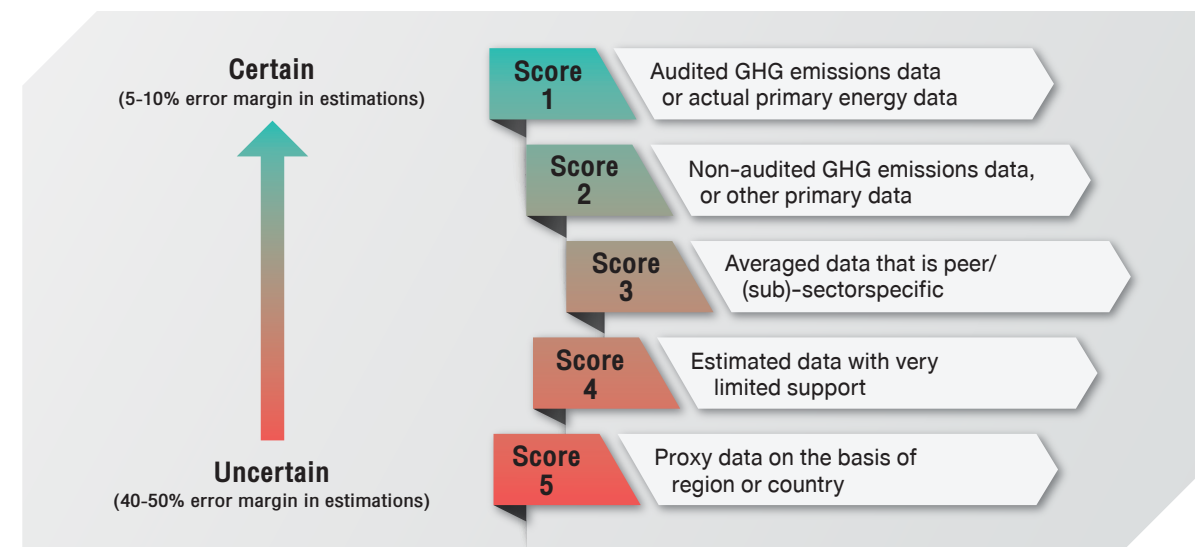 Certain
(5-10% error margin in estimations)
Uncertain
(40-50% error margin in estimations)
Score
1
Audited GHG emissions data
or actual primary energy data
Score
2
Non-audited GHG emissions data,
or other primary data
Score
3
Averaged data that is peer/
(sub)-sectorspecific
Score
4
Estimated data with very
limited support
Score
5
Proxy data on the basis of
region or country